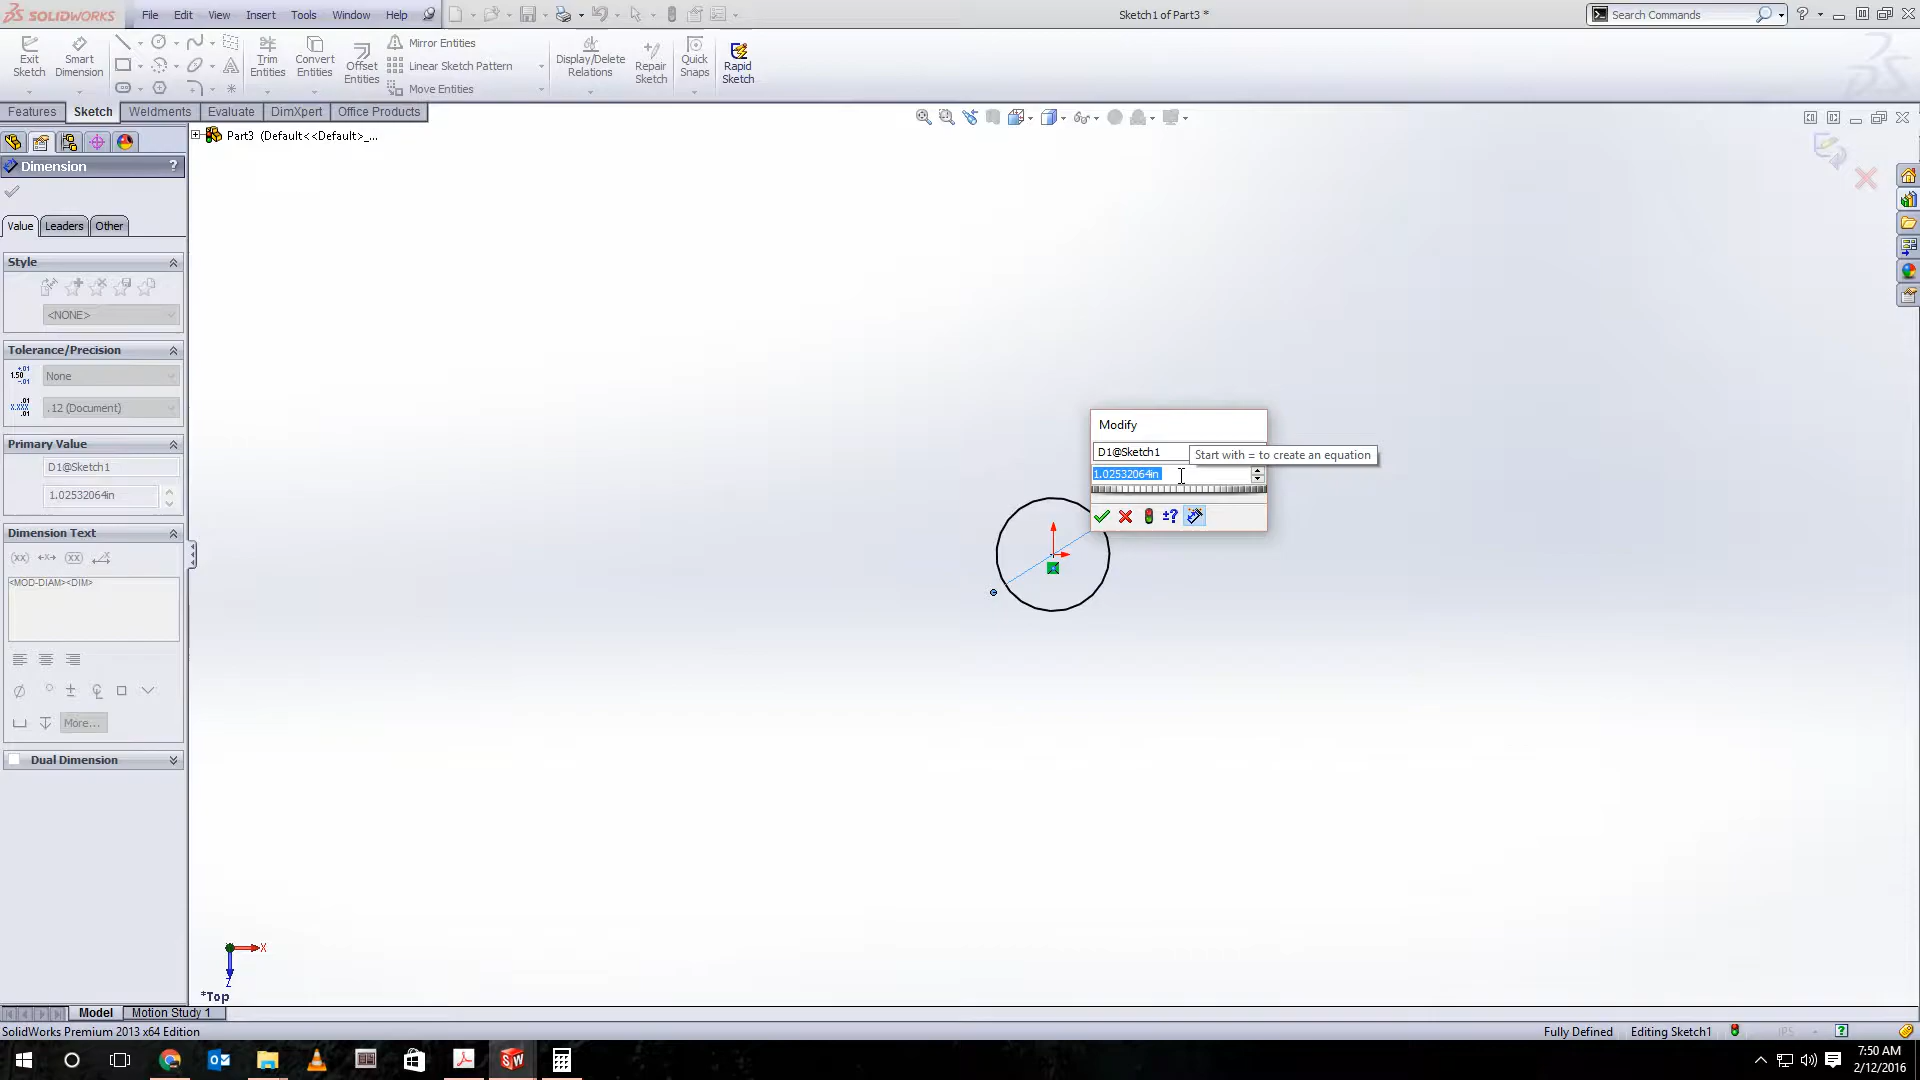 SOLIDWORKS File Edit View Insert Tools Window Help Sketch1 of Part3 * Search Commands
Exit Sketch
Smart Dimension
Trim Entities
Convert Entities
Offset Entities
Mirror Entities
Linear Sketch Pattern
Move Entities
Display/Delete Relations
Repair Sketch
Quick Snaps
Rapid Sketch
Features Sketch Weldments Evaluate DimXpert Office Products
Part3 (Default<<Default>_...
Dimension ?
Value Leaders Other
Style
<NONE>
Tolerance/Precision
None
.12 (Document)
Primary Value
D1@Sketch1
1.02532064in
Dimension Text
<MOD-DIAM><DIM>
More...
Dual Dimension
Modify
D1@Sketch1
Start with = to create an equation
1.02532064in
X
Z
*Top
Model Motion Study 1
SolidWorks Premium 2013 x64 Edition Fully Defined Editing Sketch1 IPS
7:50 AM
2/12/2016